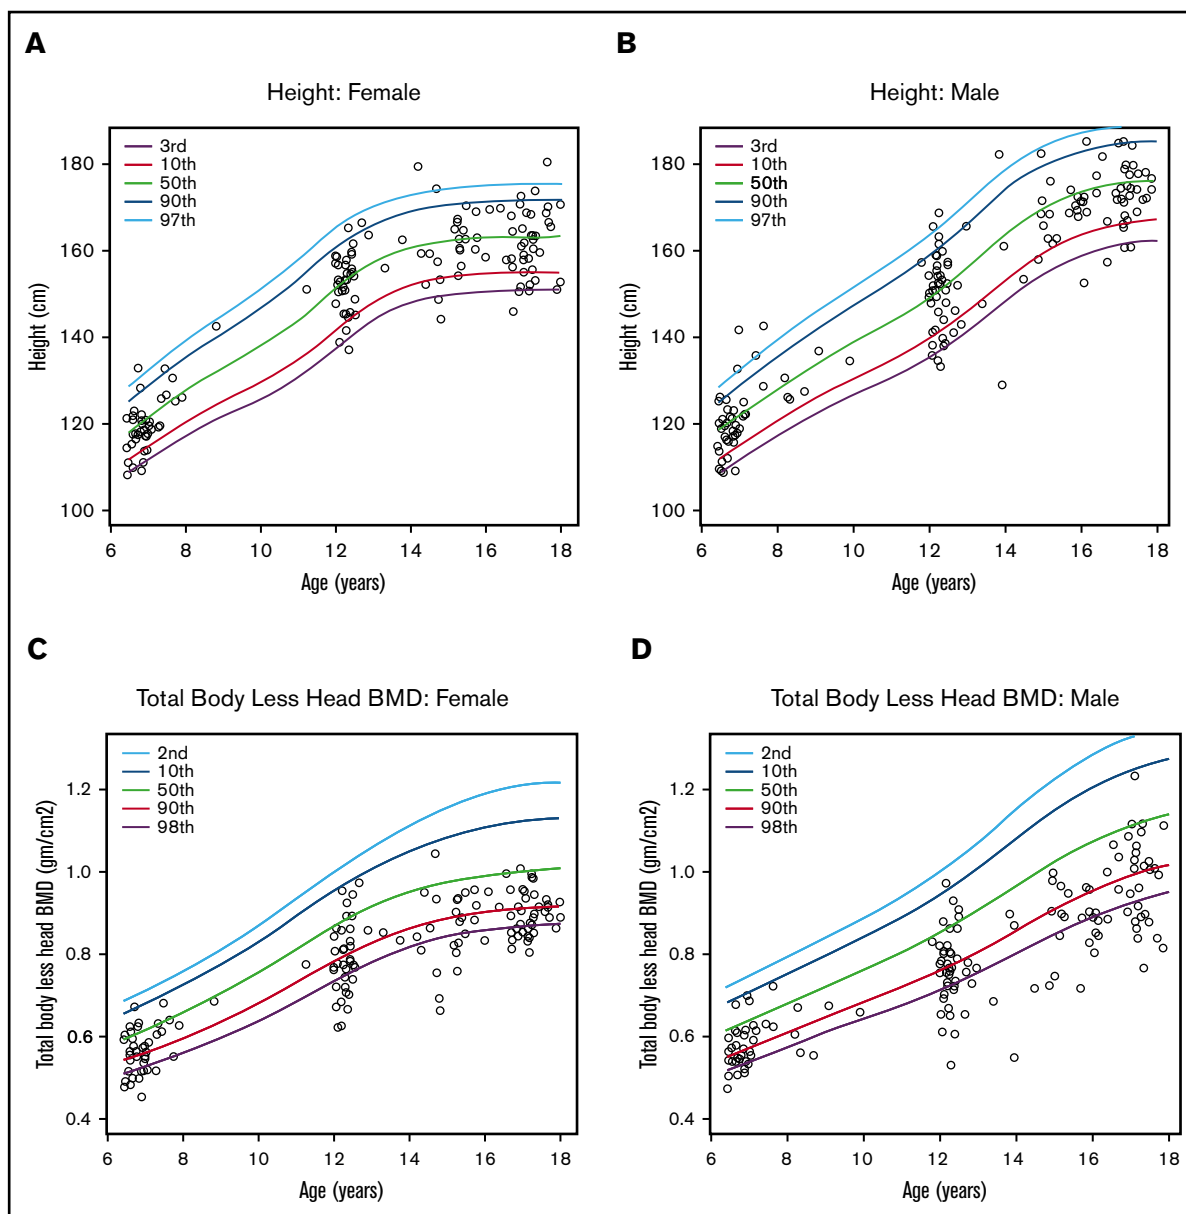 A
Height: Female
3rd
10th
50th
90th
97th
180
160
140
120
100
Height (cm)
6 8 10 12 14 16 18
Age (years)
B
Height: Male
3rd
10th
50th
90th
97th
180
160
140
120
100
Height (cm)
6 8 10 12 14 16 18
Age (years)
C
Total Body Less Head BMD: Female
2nd
10th
50th
90th
98th
1.2
1.0
0.8
0.6
0.4
Total body less head BMD (gm/cm2)
6 8 10 12 14 16 18
Age (years)
D
Total Body Less Head BMD: Male
2nd
10th
50th
90th
98th
1.2
1.0
0.8
0.6
0.4
Total body less head BMD (gm/cm2)
6 8 10 12 14 16 18
Age (years)